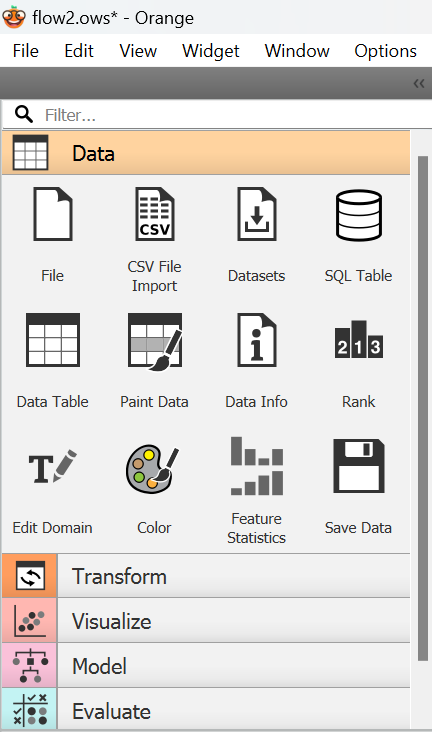 flow2.ows* - Orange
File Edit View Widget Window Options
Filter...
Data
CSV
File
CSV File
Import
Datasets
SQL Table
2 1 3
Data Table
Paint Data
Data Info
Rank
T
Edit Domain
Color
Feature
Statistics
Save Data
Transform
Visualize
Model
Evaluate